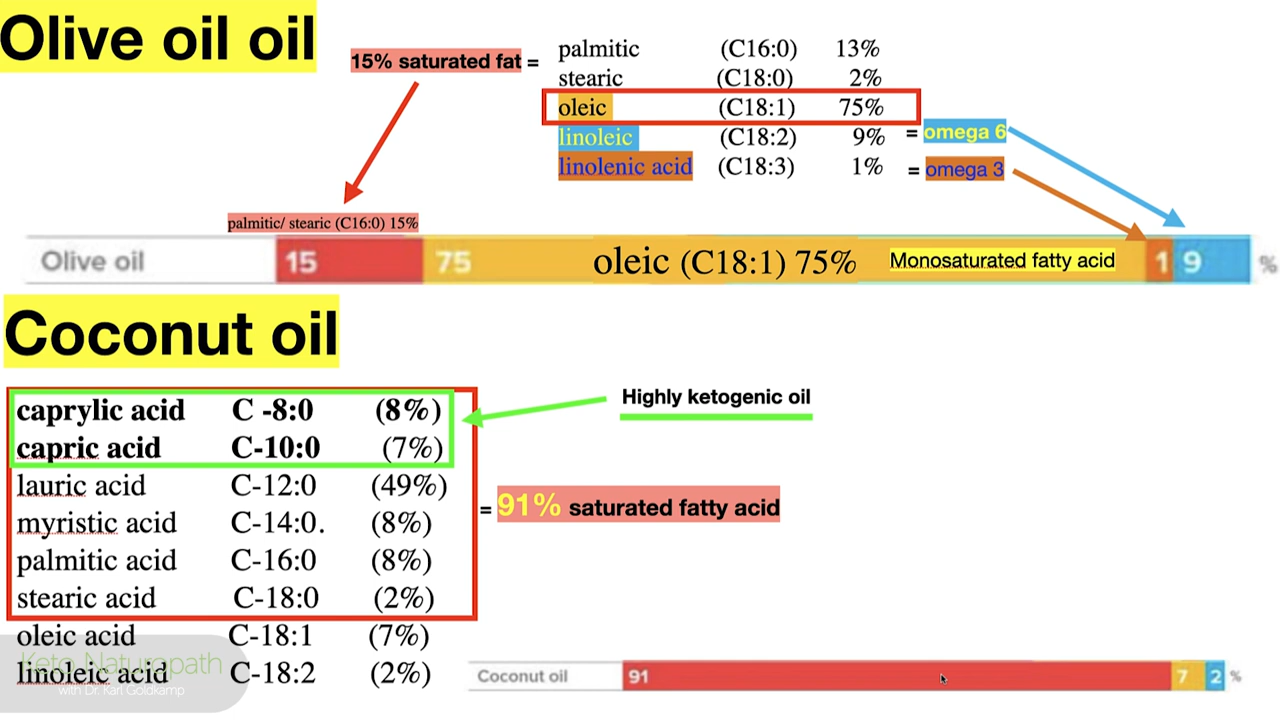 Olive oil oil
15% saturated fat =
palmitic (C16:0) 13%
stearic (C18:0) 2%
oleic (C18:1) 75%
linoleic (C18:2) 9% = omega 6
linolenic acid (C18:3) 1% = omega 3
palmitic/ stearic (C16:0) 15%
Olive oil 15 75 oleic (C18:1) 75% Monosaturated fatty acid 1 9 %
Coconut oil
caprylic acid C -8:0 (8%)
capric acid C-10:0 (7%)
lauric acid C-12:0 (49%)
myristic acid C-14:0. (8%)
palmitic acid C-16:0 (8%)
stearic acid C-18:0 (2%)
oleic acid C-18:1 (7%)
linoleic acid C-18:2 (2%)
Highly ketogenic oil
= 91% saturated fatty acid
Keto Naturopath
with Dr. Karl Goldkamp
Coconut oil 91 7 2 %